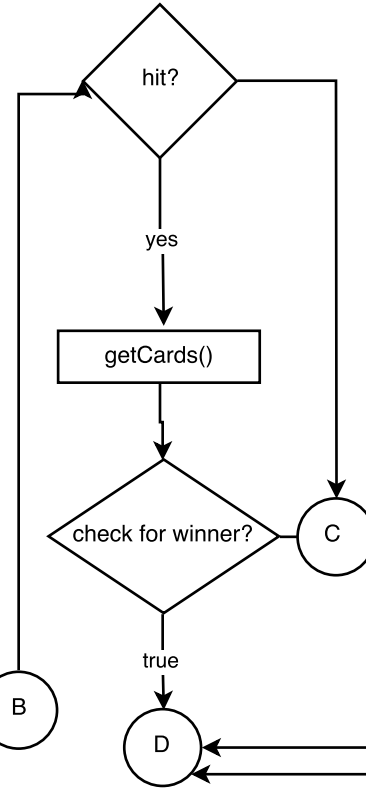 hit?
yes
getCards()
check for winner?
C
true
B
D